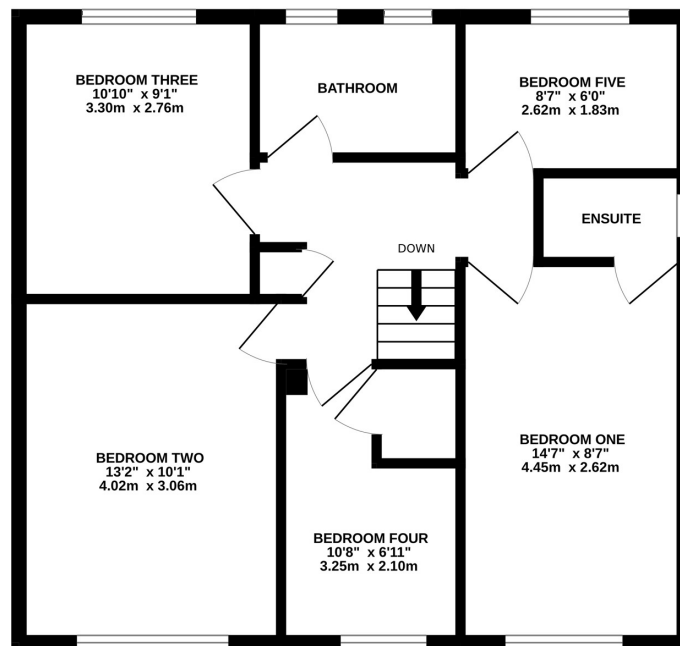 BEDROOM THREE
10'10" x 9'1"
3.30m x 2.76m
BATHROOM
BEDROOM FIVE
8'7" x 6'0"
2.62m x 1.83m
ENSUITE
DOWN
BEDROOM TWO
13'2" x 10'1"
4.02m x 3.06m
BEDROOM ONE
14'7" x 8'7"
4.45m x 2.62m
BEDROOM FOUR
10'8" x 6'11"
3.25m x 2.10m